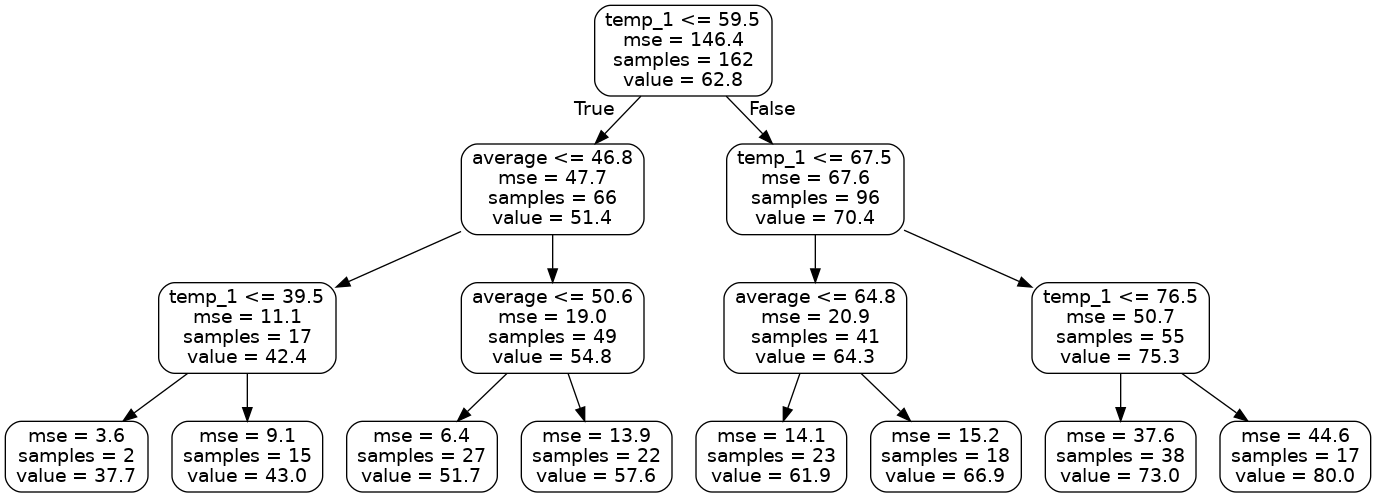 temp_1 <= 59.5
mse = 146.4
samples = 162
value = 62.8
True
False
average <= 46.8
mse = 47.7
samples = 66
value = 51.4
temp_1 <= 67.5
mse = 67.6
samples = 96
value = 70.4
temp_1 <= 39.5
mse = 11.1
samples = 17
value = 42.4
average <= 50.6
mse = 19.0
samples = 49
value = 54.8
average <= 64.8
mse = 20.9
samples = 41
value = 64.3
temp_1 <= 76.5
mse = 50.7
samples = 55
value = 75.3
mse = 3.6
samples = 2
value = 37.7
mse = 9.1
samples = 15
value = 43.0
mse = 6.4
samples = 27
value = 51.7
mse = 13.9
samples = 22
value = 57.6
mse = 14.1
samples = 23
value = 61.9
mse = 15.2
samples = 18
value = 66.9
mse = 37.6
samples = 38
value = 73.0
mse = 44.6
samples = 17
value = 80.0